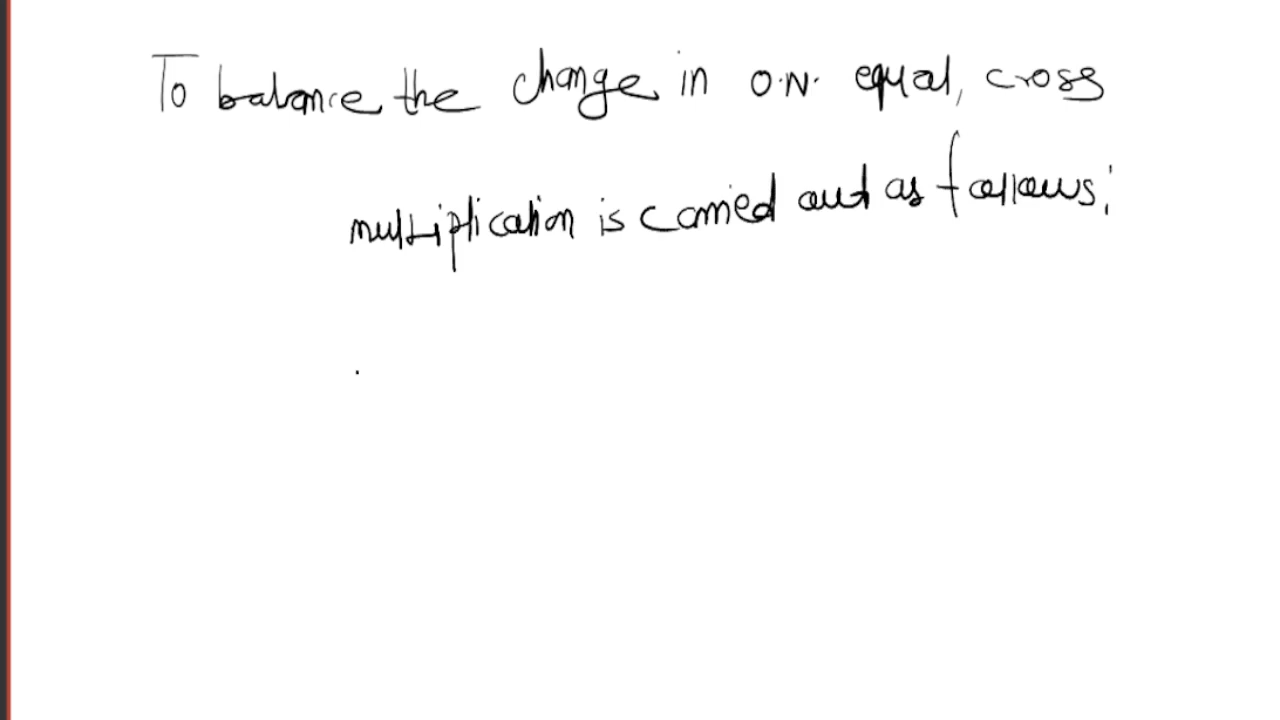 To balance the change in O.N. equal, cross
multiplication is carried out as follows: